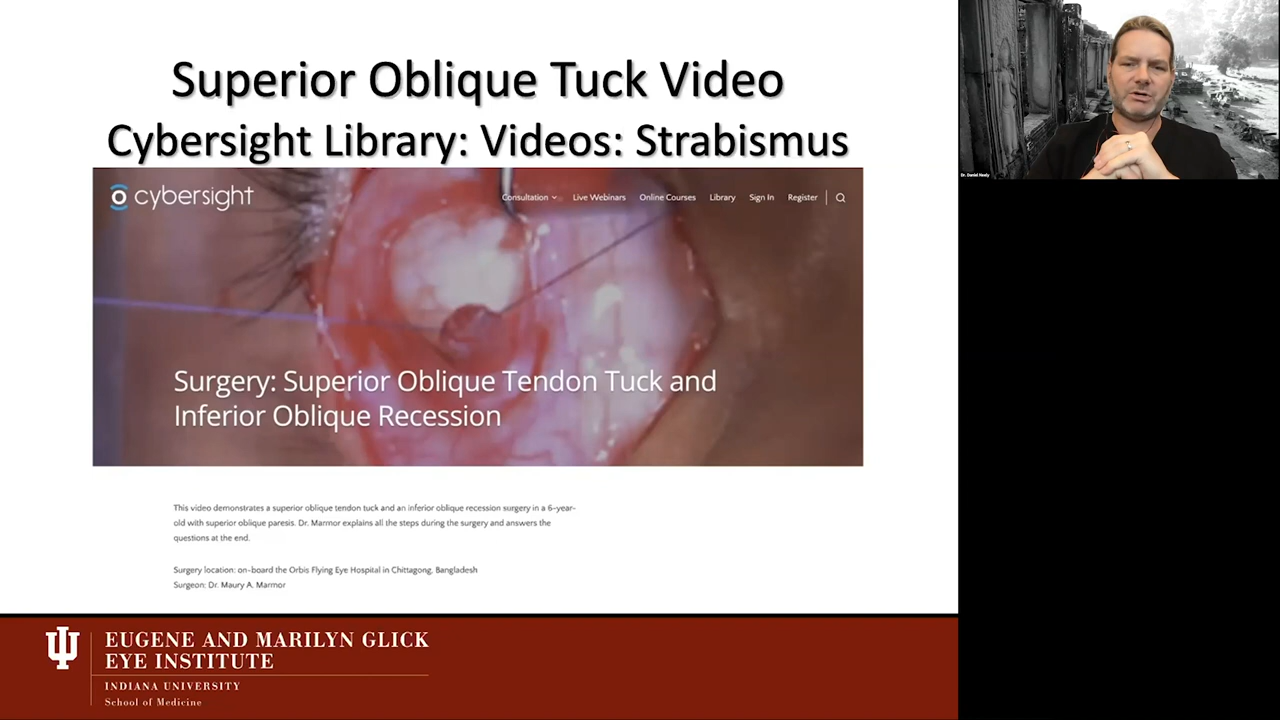 Superior Oblique Tuck Video
Cybersight Library: Videos: Strabismus
cybersight
Consultation Live Webinars Online Courses Library Sign In Register
Surgery: Superior Oblique Tendon Tuck and
Inferior Oblique Recession
This video demonstrates a superior oblique tendon tuck and an inferior oblique recession surgery in a 6-year-
old with superior oblique paresis. Dr. Marmor explains all the steps during the surgery and answers the
questions at the end.
Surgery location: on-board the Orbis Flying Eye Hospital in Chittagong, Bangladesh
Surgeon: Dr. Maury A. Marmor
EUGENE AND MARILYN GLICK
EYE INSTITUTE
INDIANA UNIVERSITY
School of Medicine
Dr. Daniel Neely